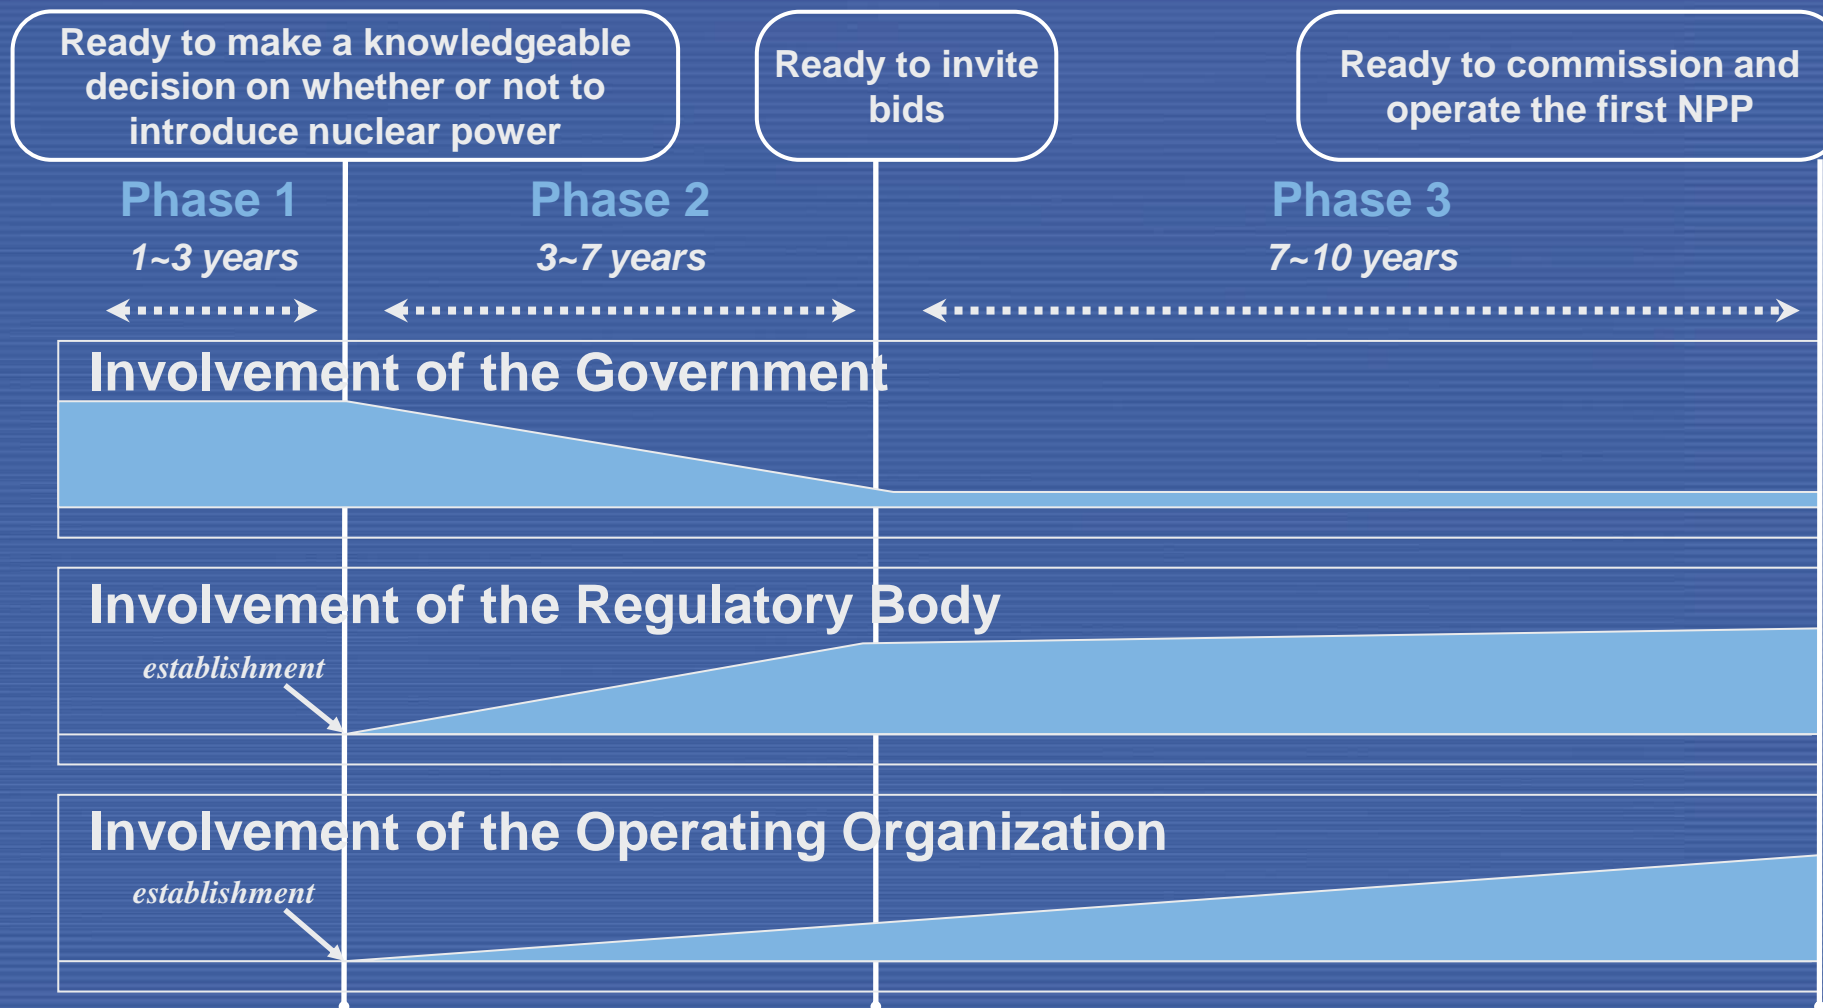 Ready to make a knowledgeable
decision on whether or not to
introduce nuclear power
Ready to invite
bids
Ready to commission and
operate the first NPP
Phase 1
1~3 years
Phase 2
3~7 years
Phase 3
7~10 years
Involvement of the Government
Involvement of the Regulatory Body
establishment
Involvement of the Operating Organization
establishment